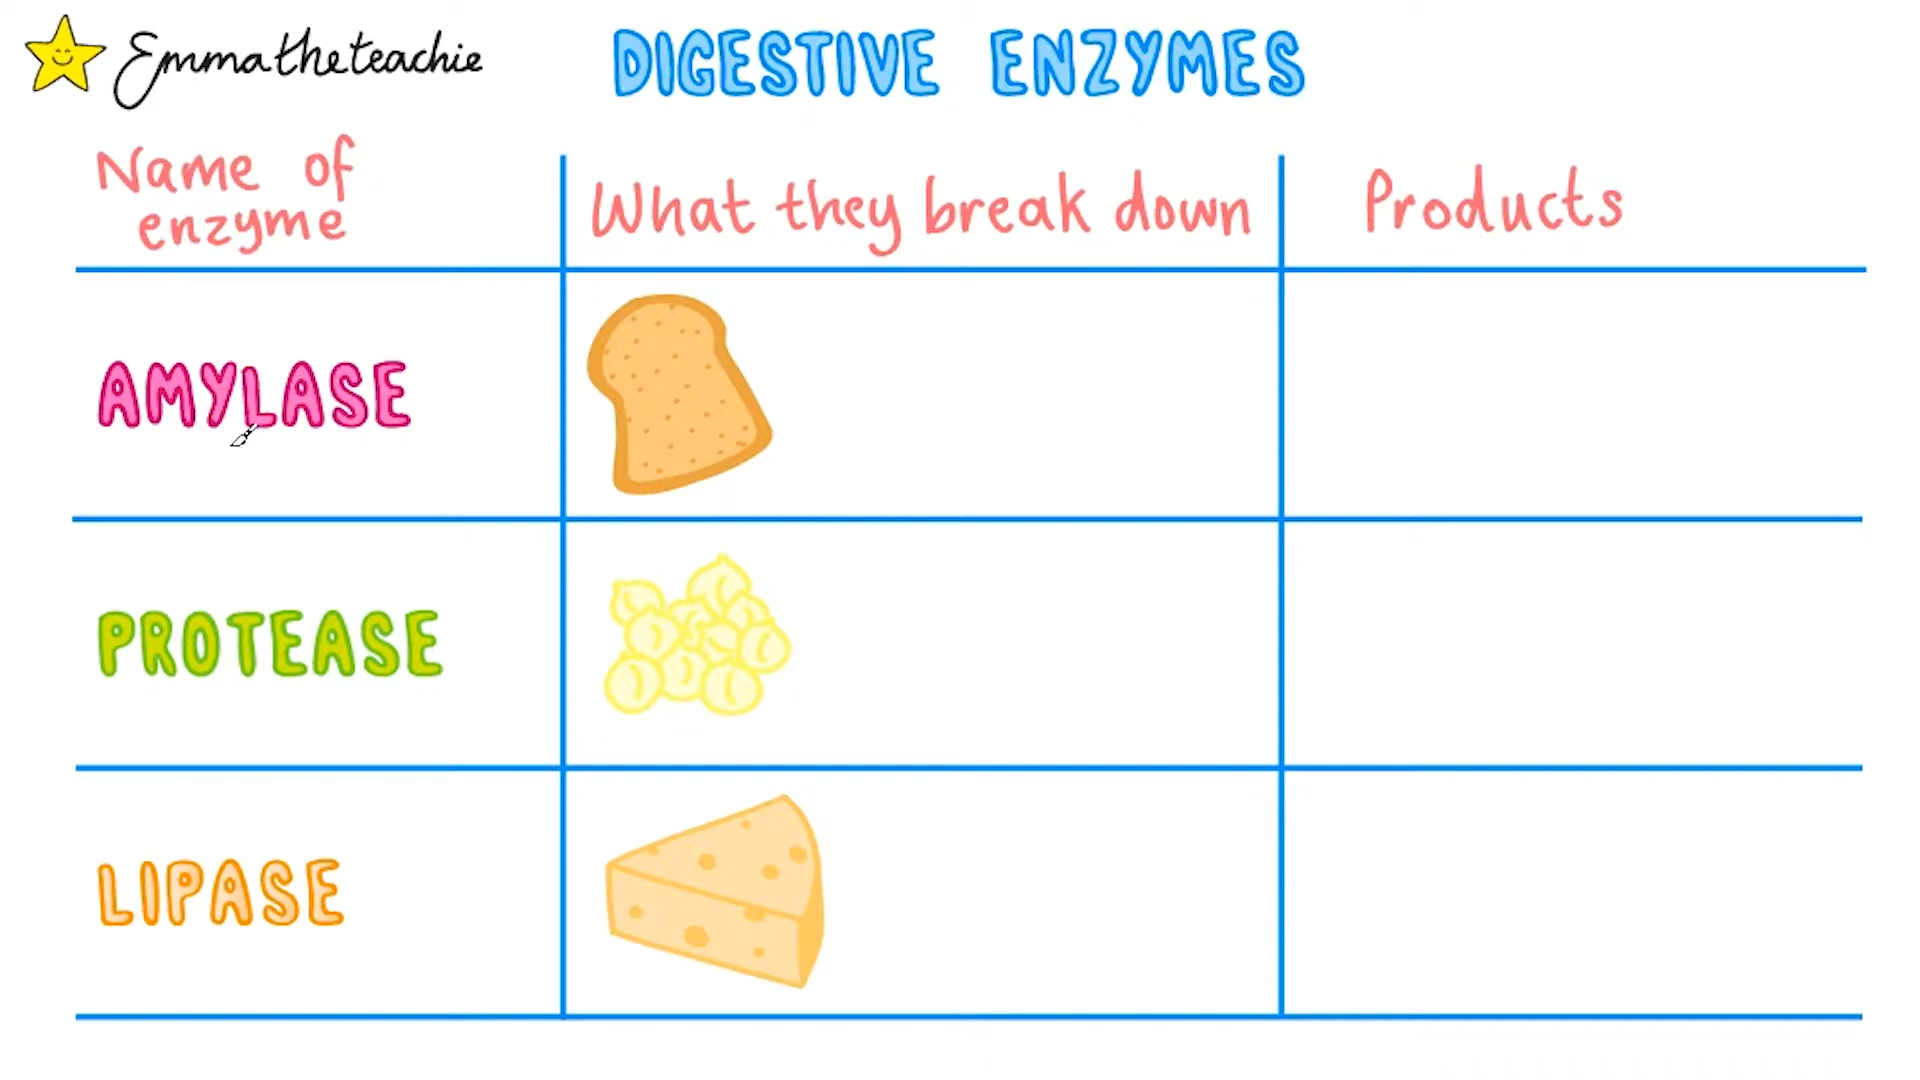 Emmatheteachie
DIGESTIVE ENZYMES
Name of
enzyme
What they break down
Products
AMYLASE
PROTEASE
LIPASE